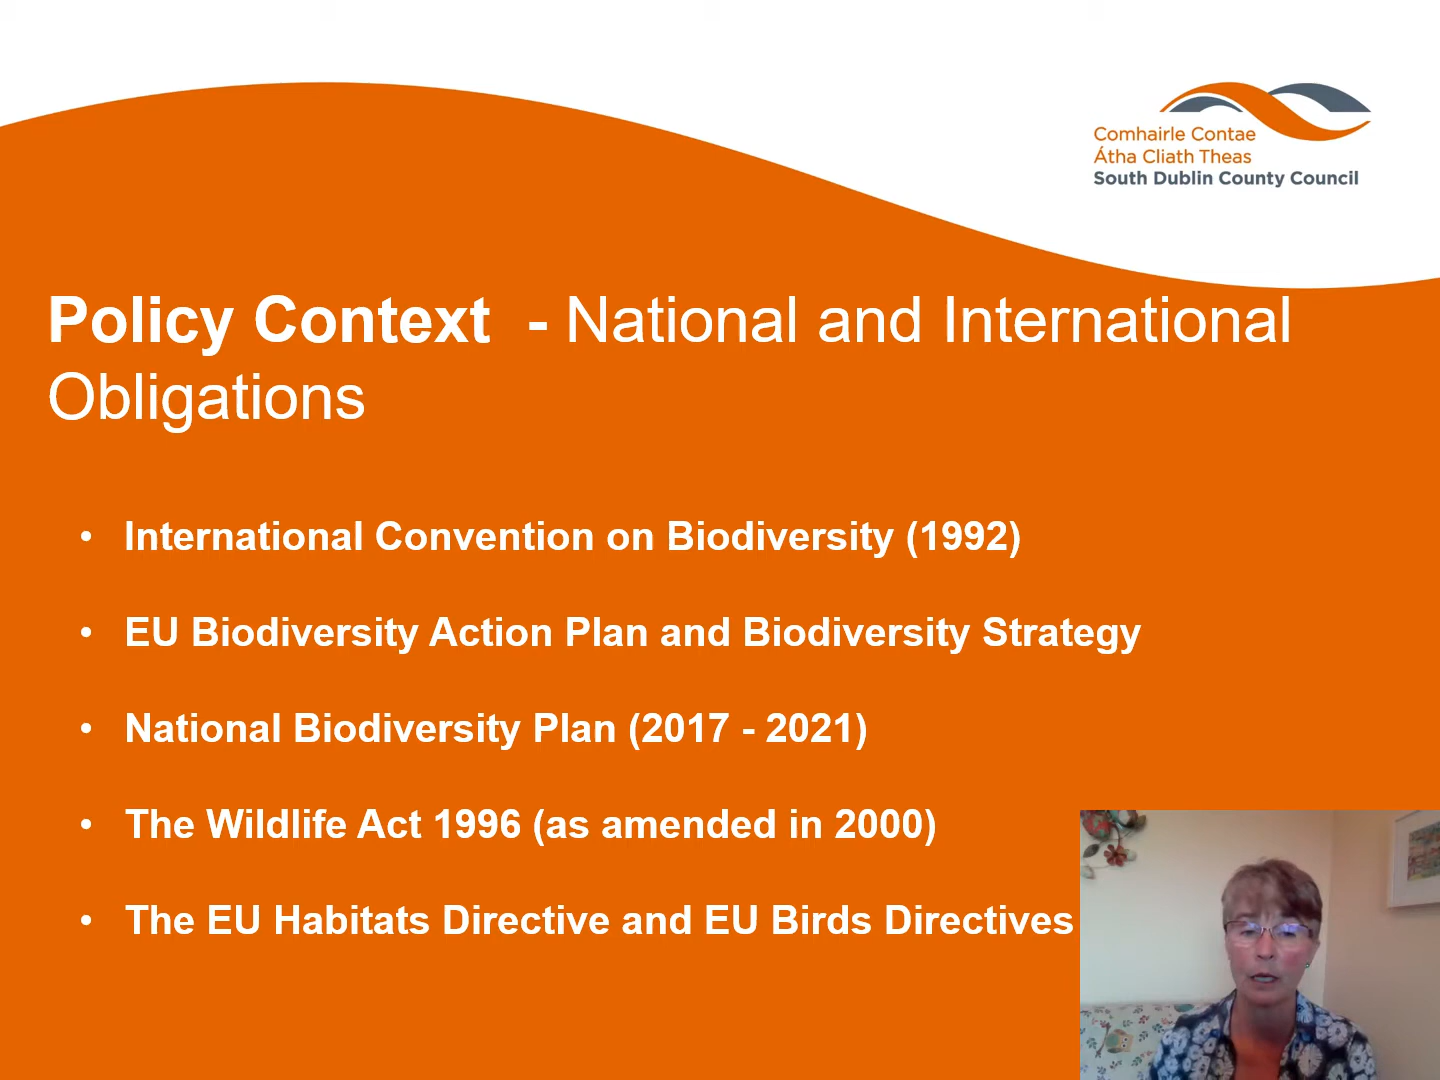 Comhairle Contae
Átha Cliath Theas
South Dublin County Council
Policy Context - National and International
Obligations
• International Convention on Biodiversity (1992)
• EU Biodiversity Action Plan and Biodiversity Strategy
• National Biodiversity Plan (2017 - 2021)
• The Wildlife Act 1996 (as amended in 2000)
• The EU Habitats Directive and EU Birds Directives